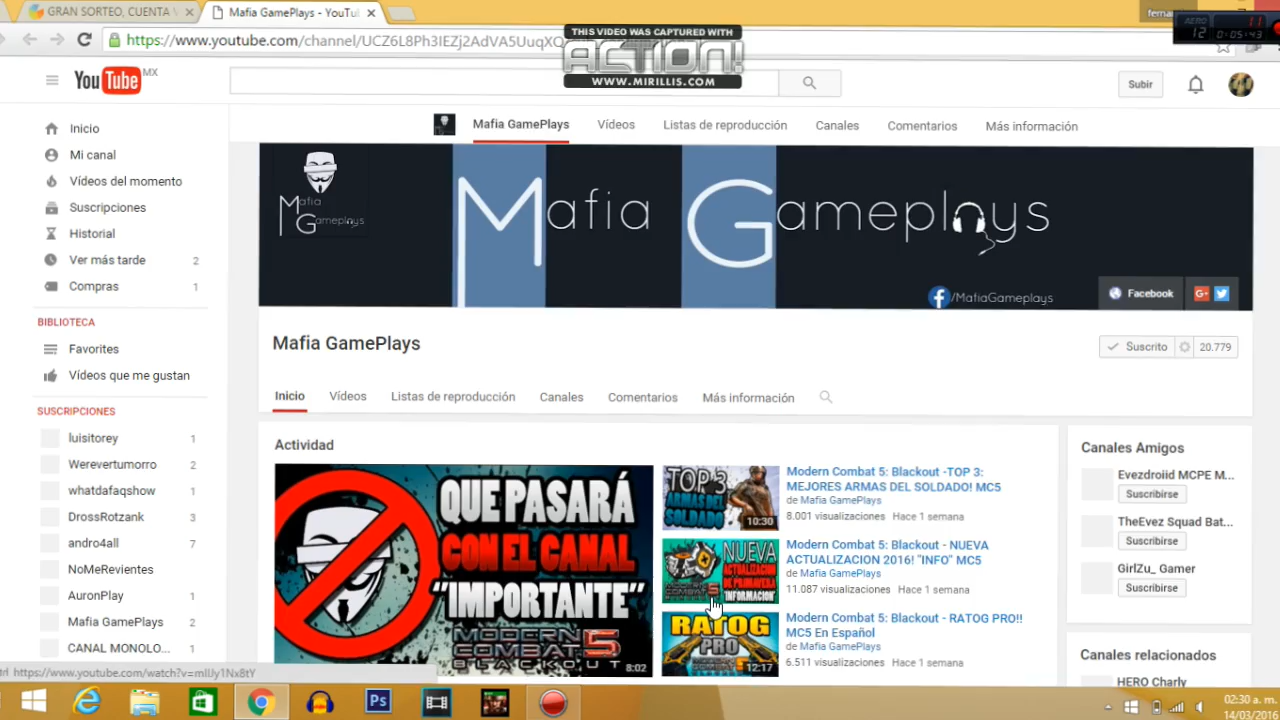 GRAN SORTEO, CUENTA
Mafia GamePlays - YouTu
https://www.youtube.com/channel/UCZ6L8Ph3IEZj2AdVA5UuqXQ
THIS VIDEO WAS CAPTURED WITH
ACTION!
WWW.MIRILLIS.COM
AERO
12
11
0:05:43
YouTube MX
Subir
Mafia GamePlays
Vídeos
Listas de reproducción
Canales
Comentarios
Más información
Inicio
Mi canal
Vídeos del momento
Suscripciones
Historial
Ver más tarde 2
Compras 1
BIBLIOTECA
Favorites
Vídeos que me gustan
SUSCRIPCIONES
luisitorey 1
Werevertumorro 2
whatdafaqshow 1
DrossRotzank 3
andro4all 7
NoMeRevientes
AuronPlay 1
Mafia GamePlays 2
CANAL MONOLO... 1
Mafia
Gameplays
Mafia Gameplays
/MafiaGameplays
Facebook
Mafia GamePlays
Suscrito 20.779
Inicio
Vídeos
Listas de reproducción
Canales
Comentarios
Más información
Actividad
QUE PASARÁ
CON EL CANAL
"IMPORTANTE"
MODERN
COMBAT 5
BLACKOUT
8:02
TOP 3
ARMAS DEL
SOLDADO
10:30
Modern Combat 5: Blackout -TOP 3:
MEJORES ARMAS DEL SOLDADO! MC5
de Mafia GamePlays
8.001 visualizaciones Hace 1 semana
NUEVA
ACTUALIZACION
DE PRIMAVERA
INFORMACION
Modern Combat 5: Blackout - NUEVA
ACTUALIZACION 2016! "INFO" MC5
de Mafia GamePlays
11.087 visualizaciones Hace 1 semana
RATOG
PRO
12:17
Modern Combat 5: Blackout - RATOG PRO!!
MC5 En Español
de Mafia GamePlays
6.511 visualizaciones Hace 1 semana
Canales Amigos
Evezdroiid MCPE M...
Suscribirse
TheEvez Squad Bat...
Suscribirse
GirlZu_ Gamer
Suscribirse
Canales relacionados
HERO Charly
https://www.youtube.com/watch?v=mlIJy1Nx8tY
Ps
02:30 a. m.
14/03/2016